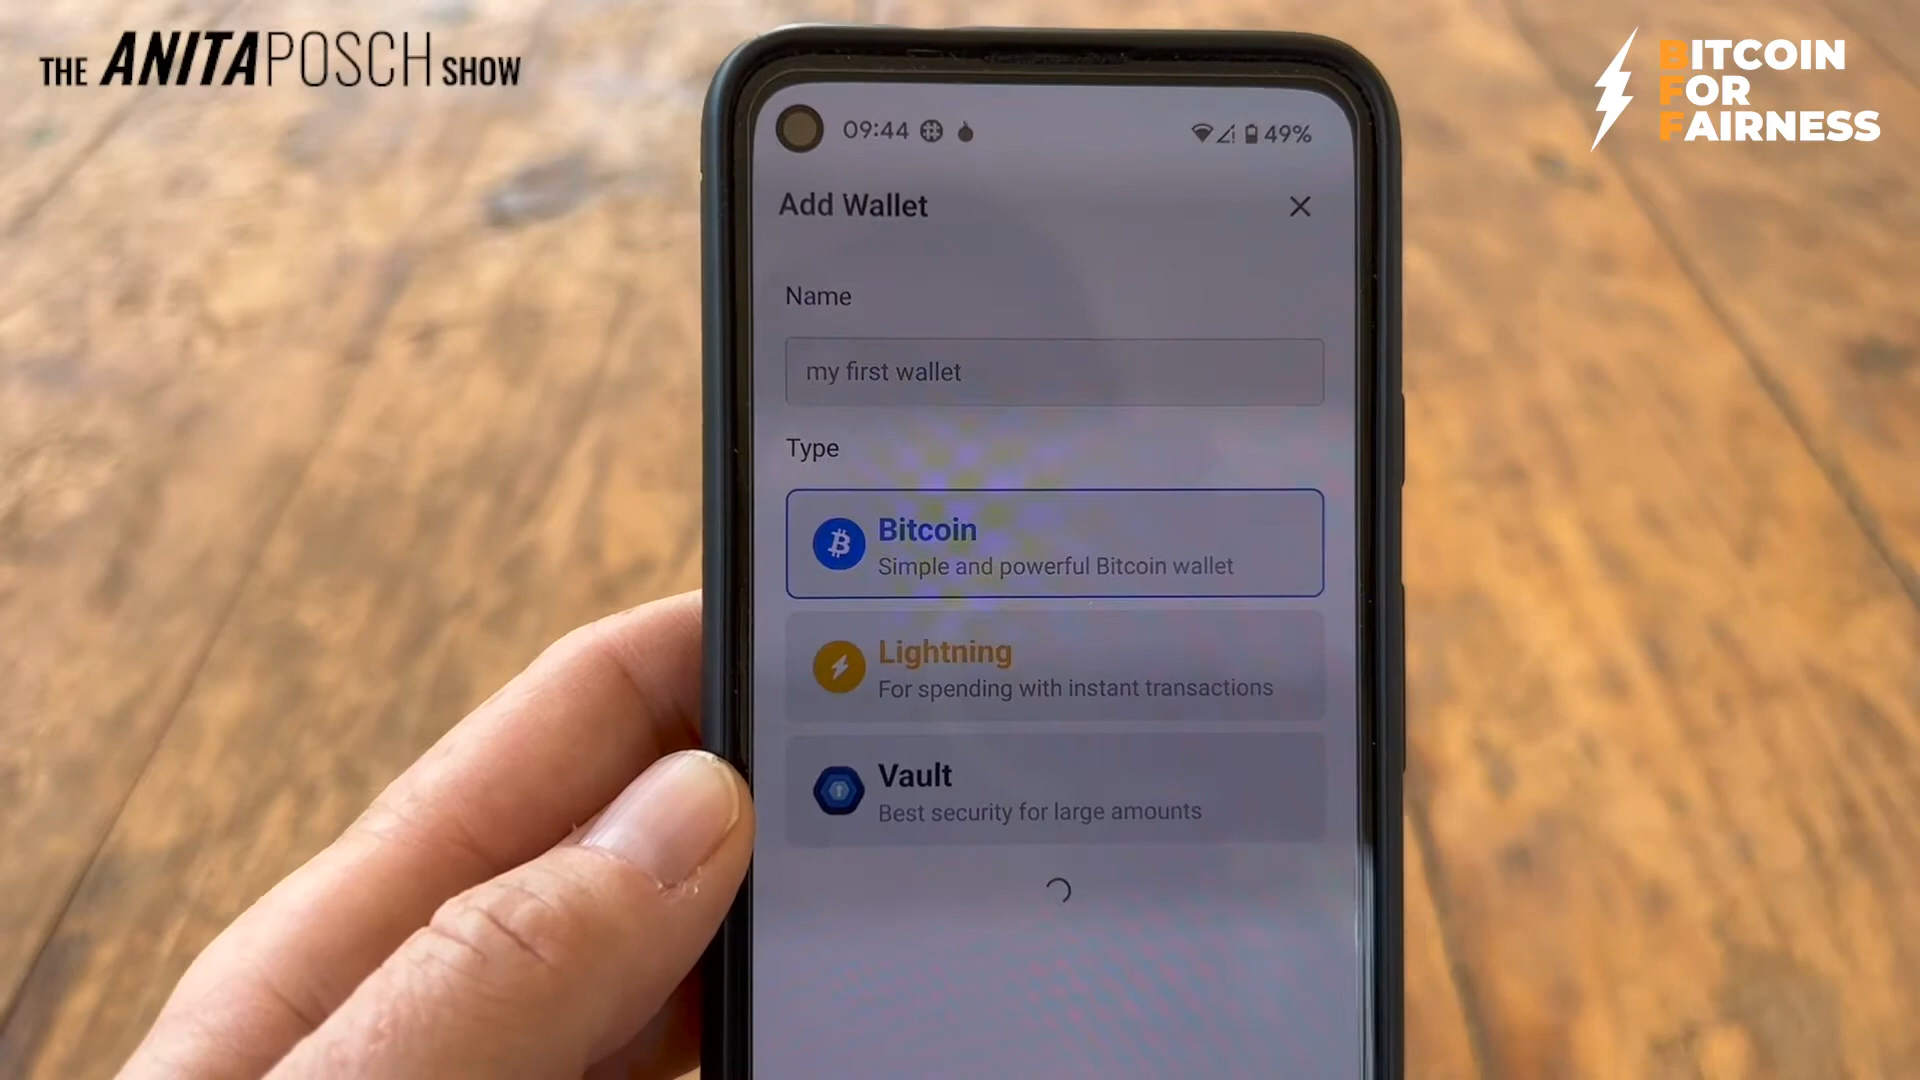 THE ANITA POSCH SHOW
BITCOIN
FOR
FAIRNESS
09:44
49%
Add Wallet
Name
my first wallet
Type
Bitcoin
Simple and powerful Bitcoin wallet
Lightning
For spending with instant transactions
Vault
Best security for large amounts